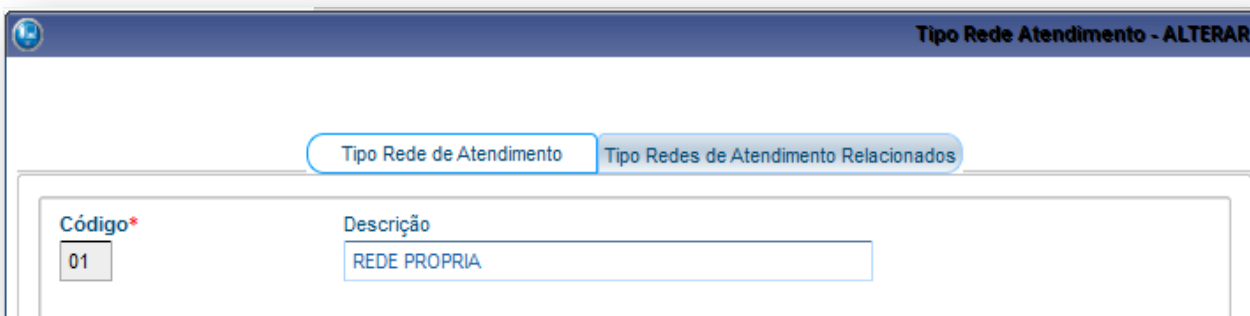 Tipo Rede Atendimento - ALTERAR
Tipo Rede de Atendimento Tipo Redes de Atendimento Relacionados
Código* Descrição
01 REDE PROPRIA